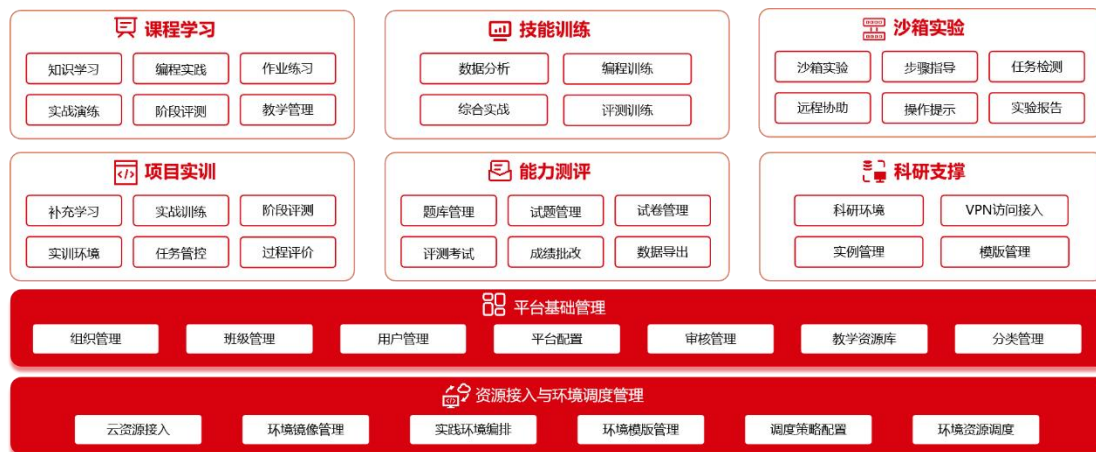 课程学习
知识学习 编程实践 作业练习
实战演练 阶段评测 教学管理
技能训练
数据分析 编程训练
综合实战 评测训练
沙箱实验
沙箱实验 步骤指导 任务检测
远程协助 操作提示 实验报告
项目实训
补充学习 实战训练 阶段评测
实训环境 任务管控 过程评价
能力测评
题库管理 试题管理 试卷管理
评测考试 成绩批改 数据导出
科研支撑
科研环境 VPN访问接入
实例管理 模版管理
平台基础管理
组织管理 班级管理 用户管理 平台配置 审核管理 教学资源库 分类管理
资源接入与环境调度管理
云资源接入 环境镜像管理 实践环境编排 环境模版管理 调度策略配置 环境资源调度